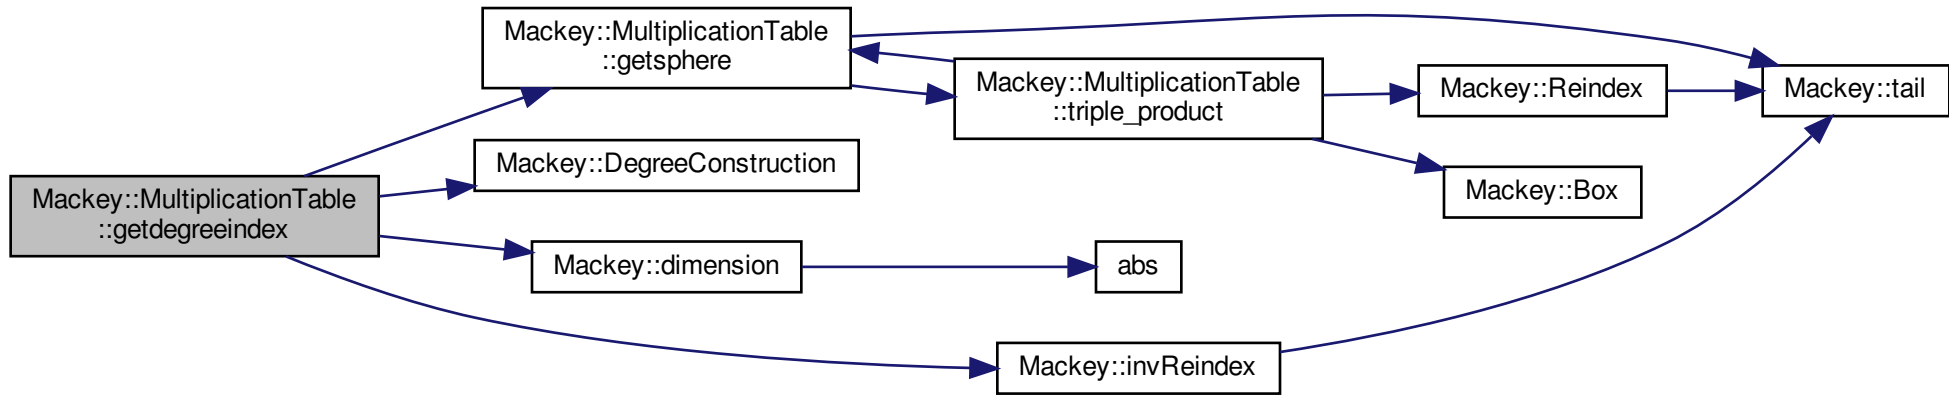 Mackey::MultiplicationTable
::getdegreeindex
Mackey::MultiplicationTable
::getsphere
Mackey::DegreeConstruction
Mackey::dimension
Mackey::invReindex
Mackey::MultiplicationTable
::triple_product
abs
Mackey::Reindex
Mackey::Box
Mackey::tail